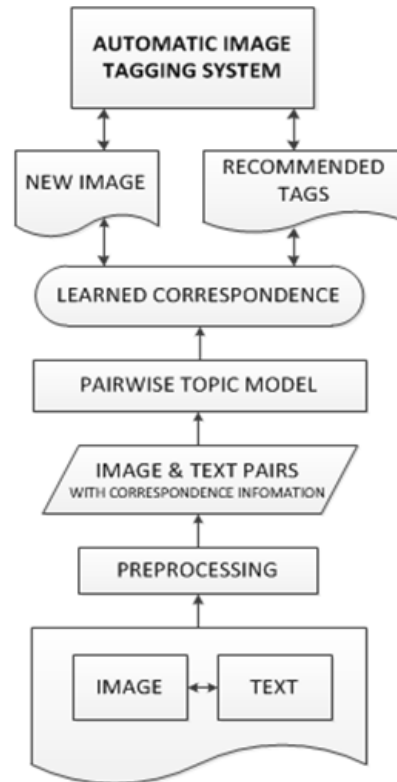 AUTOMATIC IMAGE
TAGGING SYSTEM
NEW IMAGE
RECOMMENDED
TAGS
LEARNED CORRESPONDENCE
PAIRWISE TOPIC MODEL
IMAGE & TEXT PAIRS
WITH CORRESPONDENCE INFOMATION
PREPROCESSING
IMAGE
TEXT